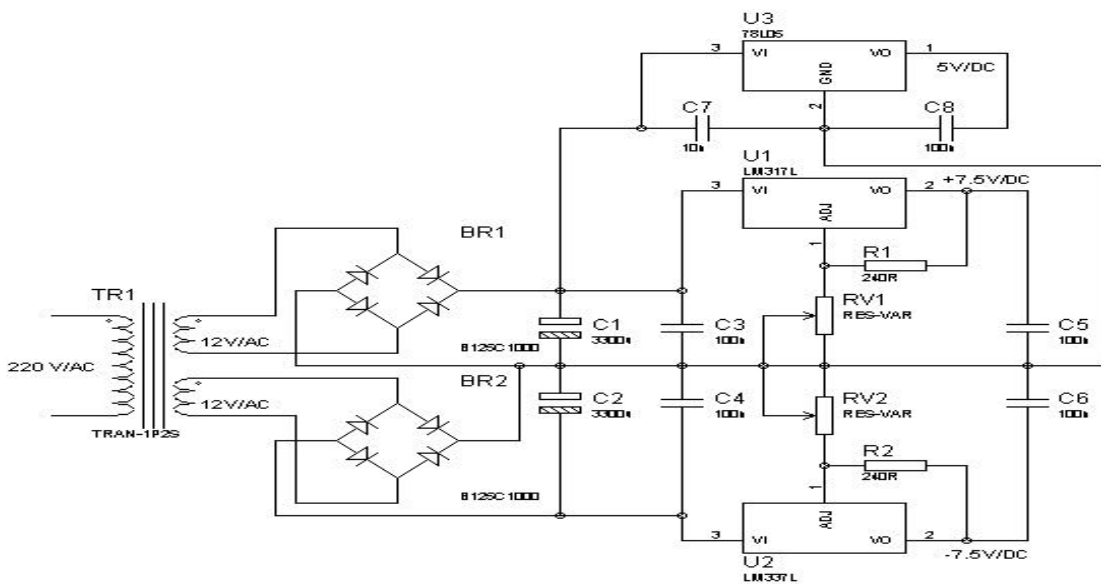 U3
78L05
3
VI
VO
1
5V/DC
GND
2
C7
10n
C8
100n
U1
LM317L
3
VI
VO
2
+7.5V/DC
ADJ
1
R1
240R
BR1
TR1
12V/AC
220 V/AC
12V/AC
TRAN-1P2S
B125C1000
BR2
B125C1000
C1
C2
C3
100n
C4
100n
RV1
RES-VAR
RV2
RES-VAR
C5
100n
C6
100n
R2
240R
1
ADJ
3
VI
VO
2
U2
LM337L
-7.5V/DC